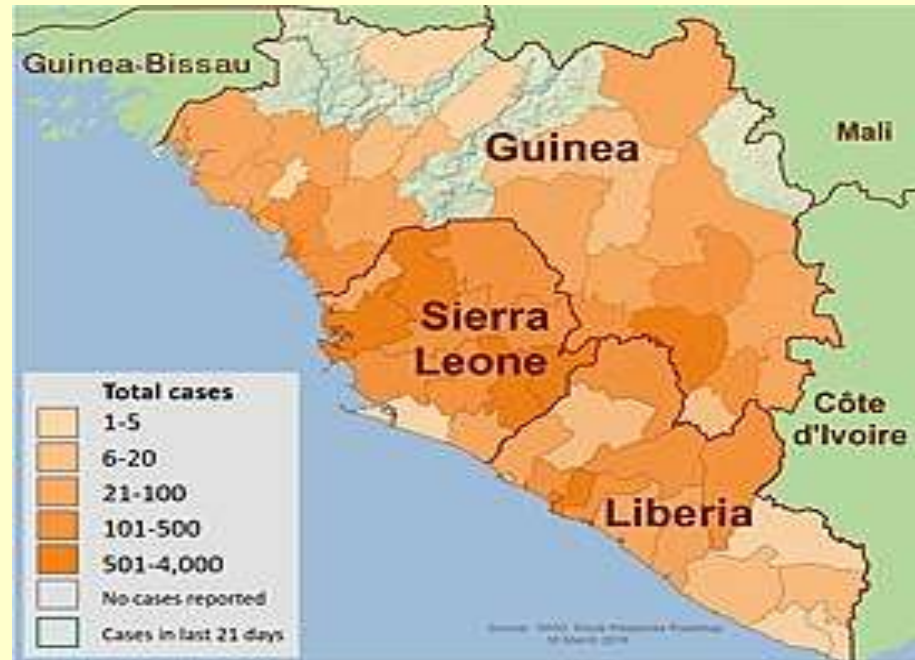 Guinea-Bissau
Guinea
Mali
Sierra
Leone
Côte
d'Ivoire
Liberia
Total cases
1-5
6-20
21-100
101-500
501-4,000
No cases reported
Cases in last 21 days